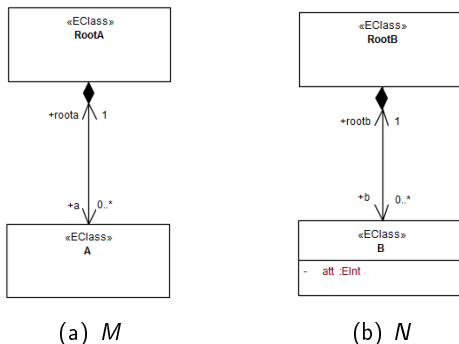 «EClass»
RootA
+roota
1
+a
0..*
«EClass»
A
(a) M
«EClass»
RootB
+rootb
1
+b
0..*
«EClass»
B
- att :EInt
(b) N